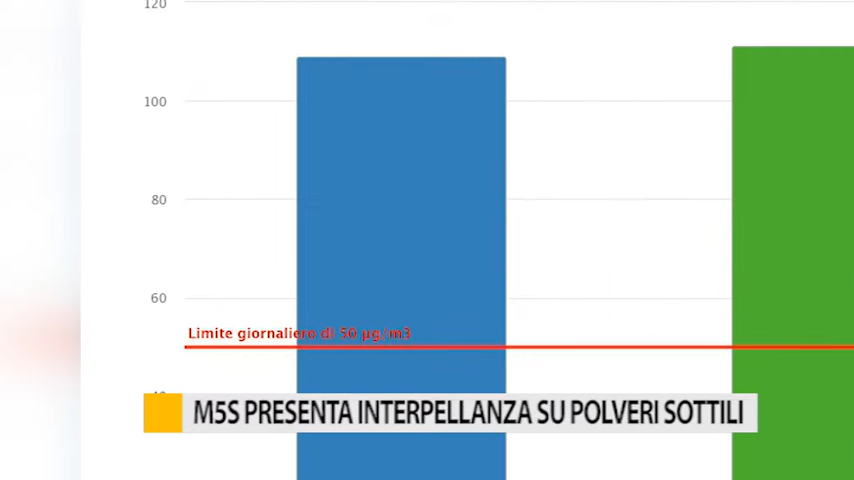 120
100
80
60
Limite giornaliero di 50 µg/m3
M5S PRESENTA INTERPELLANZA SU POLVERI SOTTILI